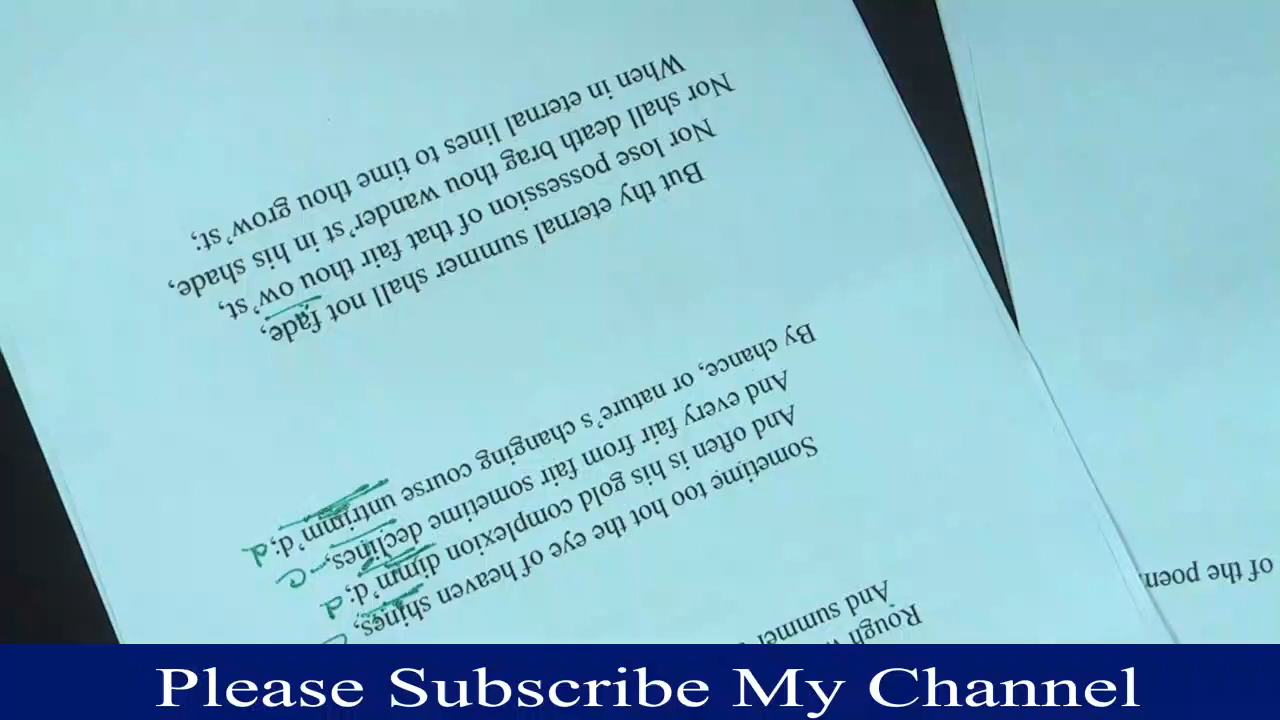 Rough
And summer
Sometime too hot the eye of heaven shines,
c
And often is his gold complexion dimm'd;
d
And every fair from fair sometime declines,
c
By chance, or nature's changing course untrimm'd;
d
But thy eternal summer shall not fade,
Nor lose possession of that fair thou ow'st,
Nor shall death brag thou wander'st in his shade,
When in eternal lines to time thou grow'st;
of the poem
Please Subscribe My Channel